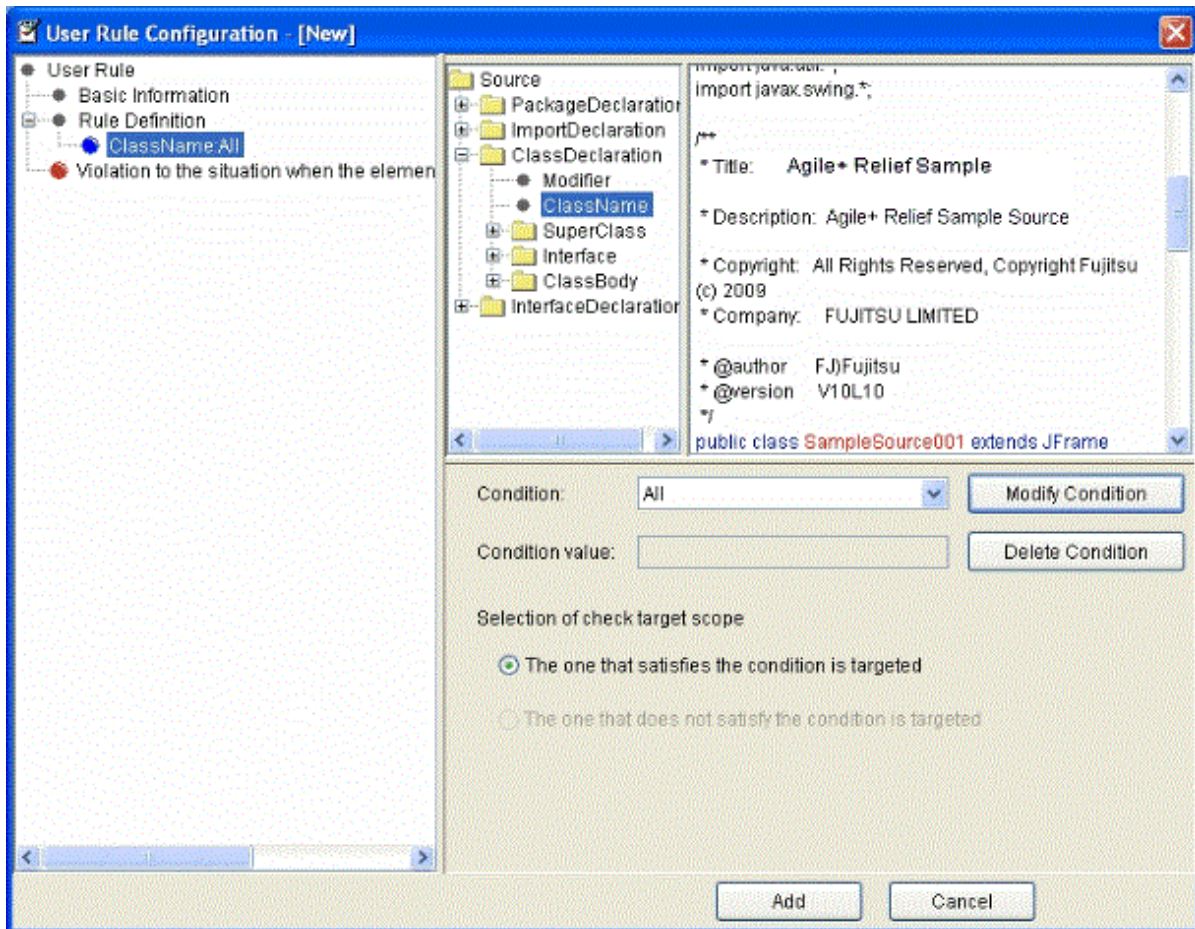 User Rule Configuration - [New]
User Rule
Basic Information
Rule Definition
ClassName:All
Violation to the situation when the elemen
Source
PackageDeclaration
ImportDeclaration
ClassDeclaration
Modifier
ClassName
SuperClass
Interface
ClassBody
InterfaceDeclaration
import java.util.*;
import javax.swing.*;
/**
* Title: Agile+ Relief Sample
* Description: Agile+ Relief Sample Source
* Copyright: All Rights Reserved, Copyright Fujitsu
(c) 2009
* Company: FUJITSU LIMITED
* @author FJ)Fujitsu
* @version V10L10
*/
public class SampleSource001 extends JFrame
Condition: All Modify Condition
Condition value: Delete Condition
Selection of check target scope
The one that satisfies the condition is targeted
The one that does not satisfy the condition is targeted
Add Cancel